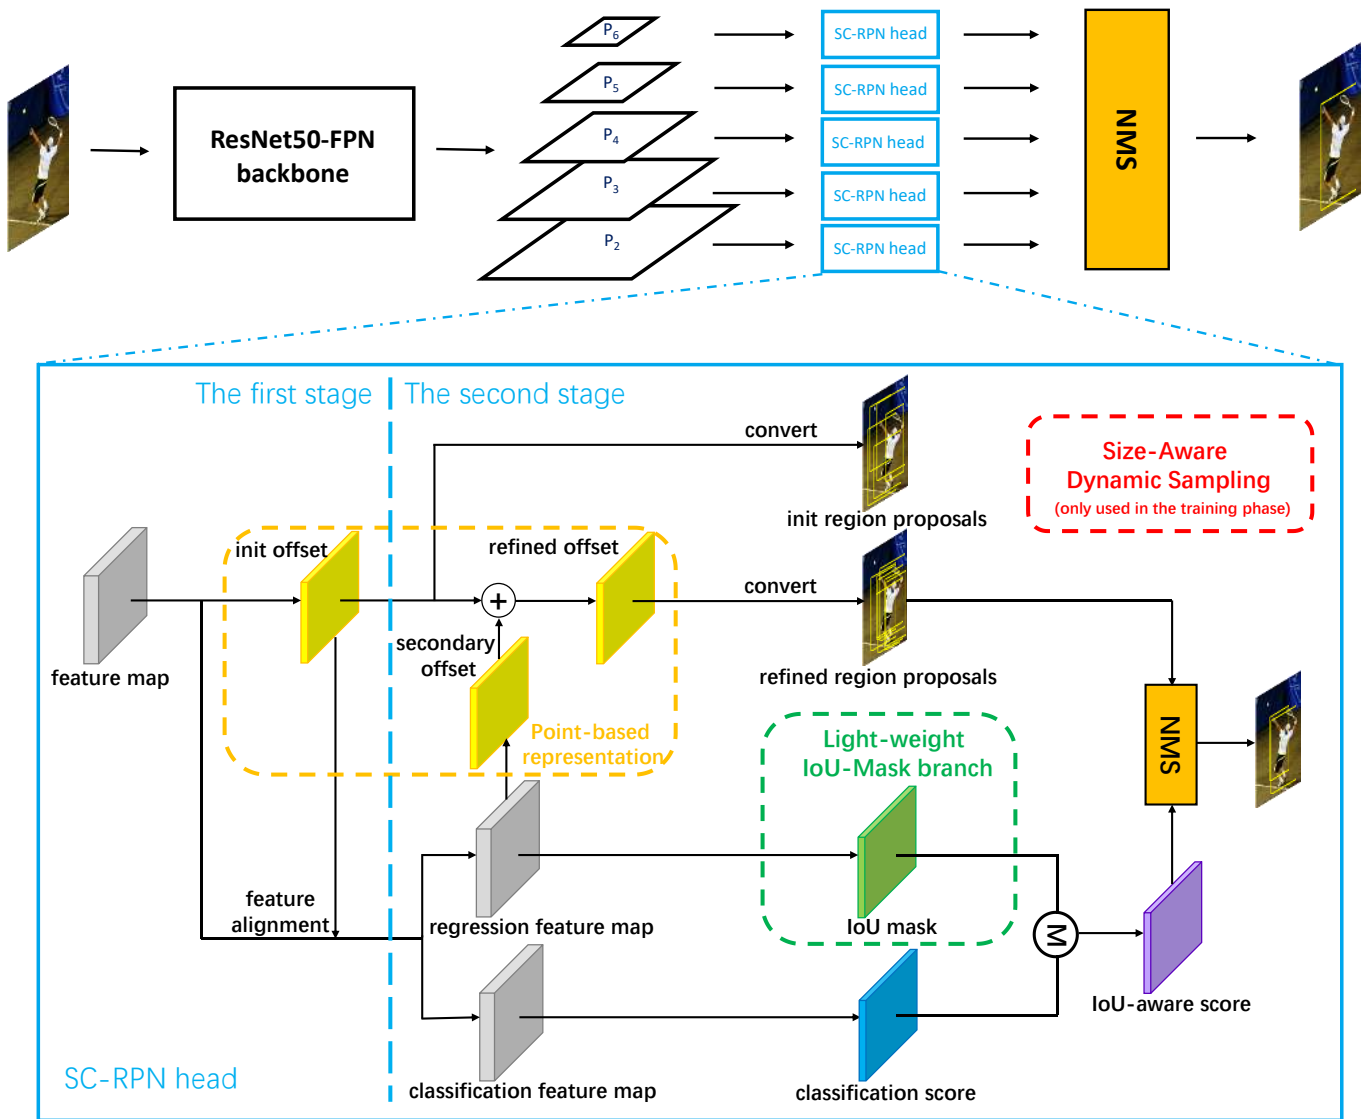 P6
SC-RPN head
P5
SC-RPN head
P4
SC-RPN head
P3
SC-RPN head
P2
SC-RPN head
ResNet50-FPN
backbone
NMS
The first stage
The second stage
convert
init region proposals
Size-Aware
Dynamic Sampling
(only used in the training phase)
init offset
refined offset
feature map
+
convert
secondary
offset
refined region proposals
Point-based
representation
Light-weight
IoU-Mask branch
NMS
feature
alignment
regression feature map
IoU mask
M
IoU-aware score
SC-RPN head
classification feature map
classification score